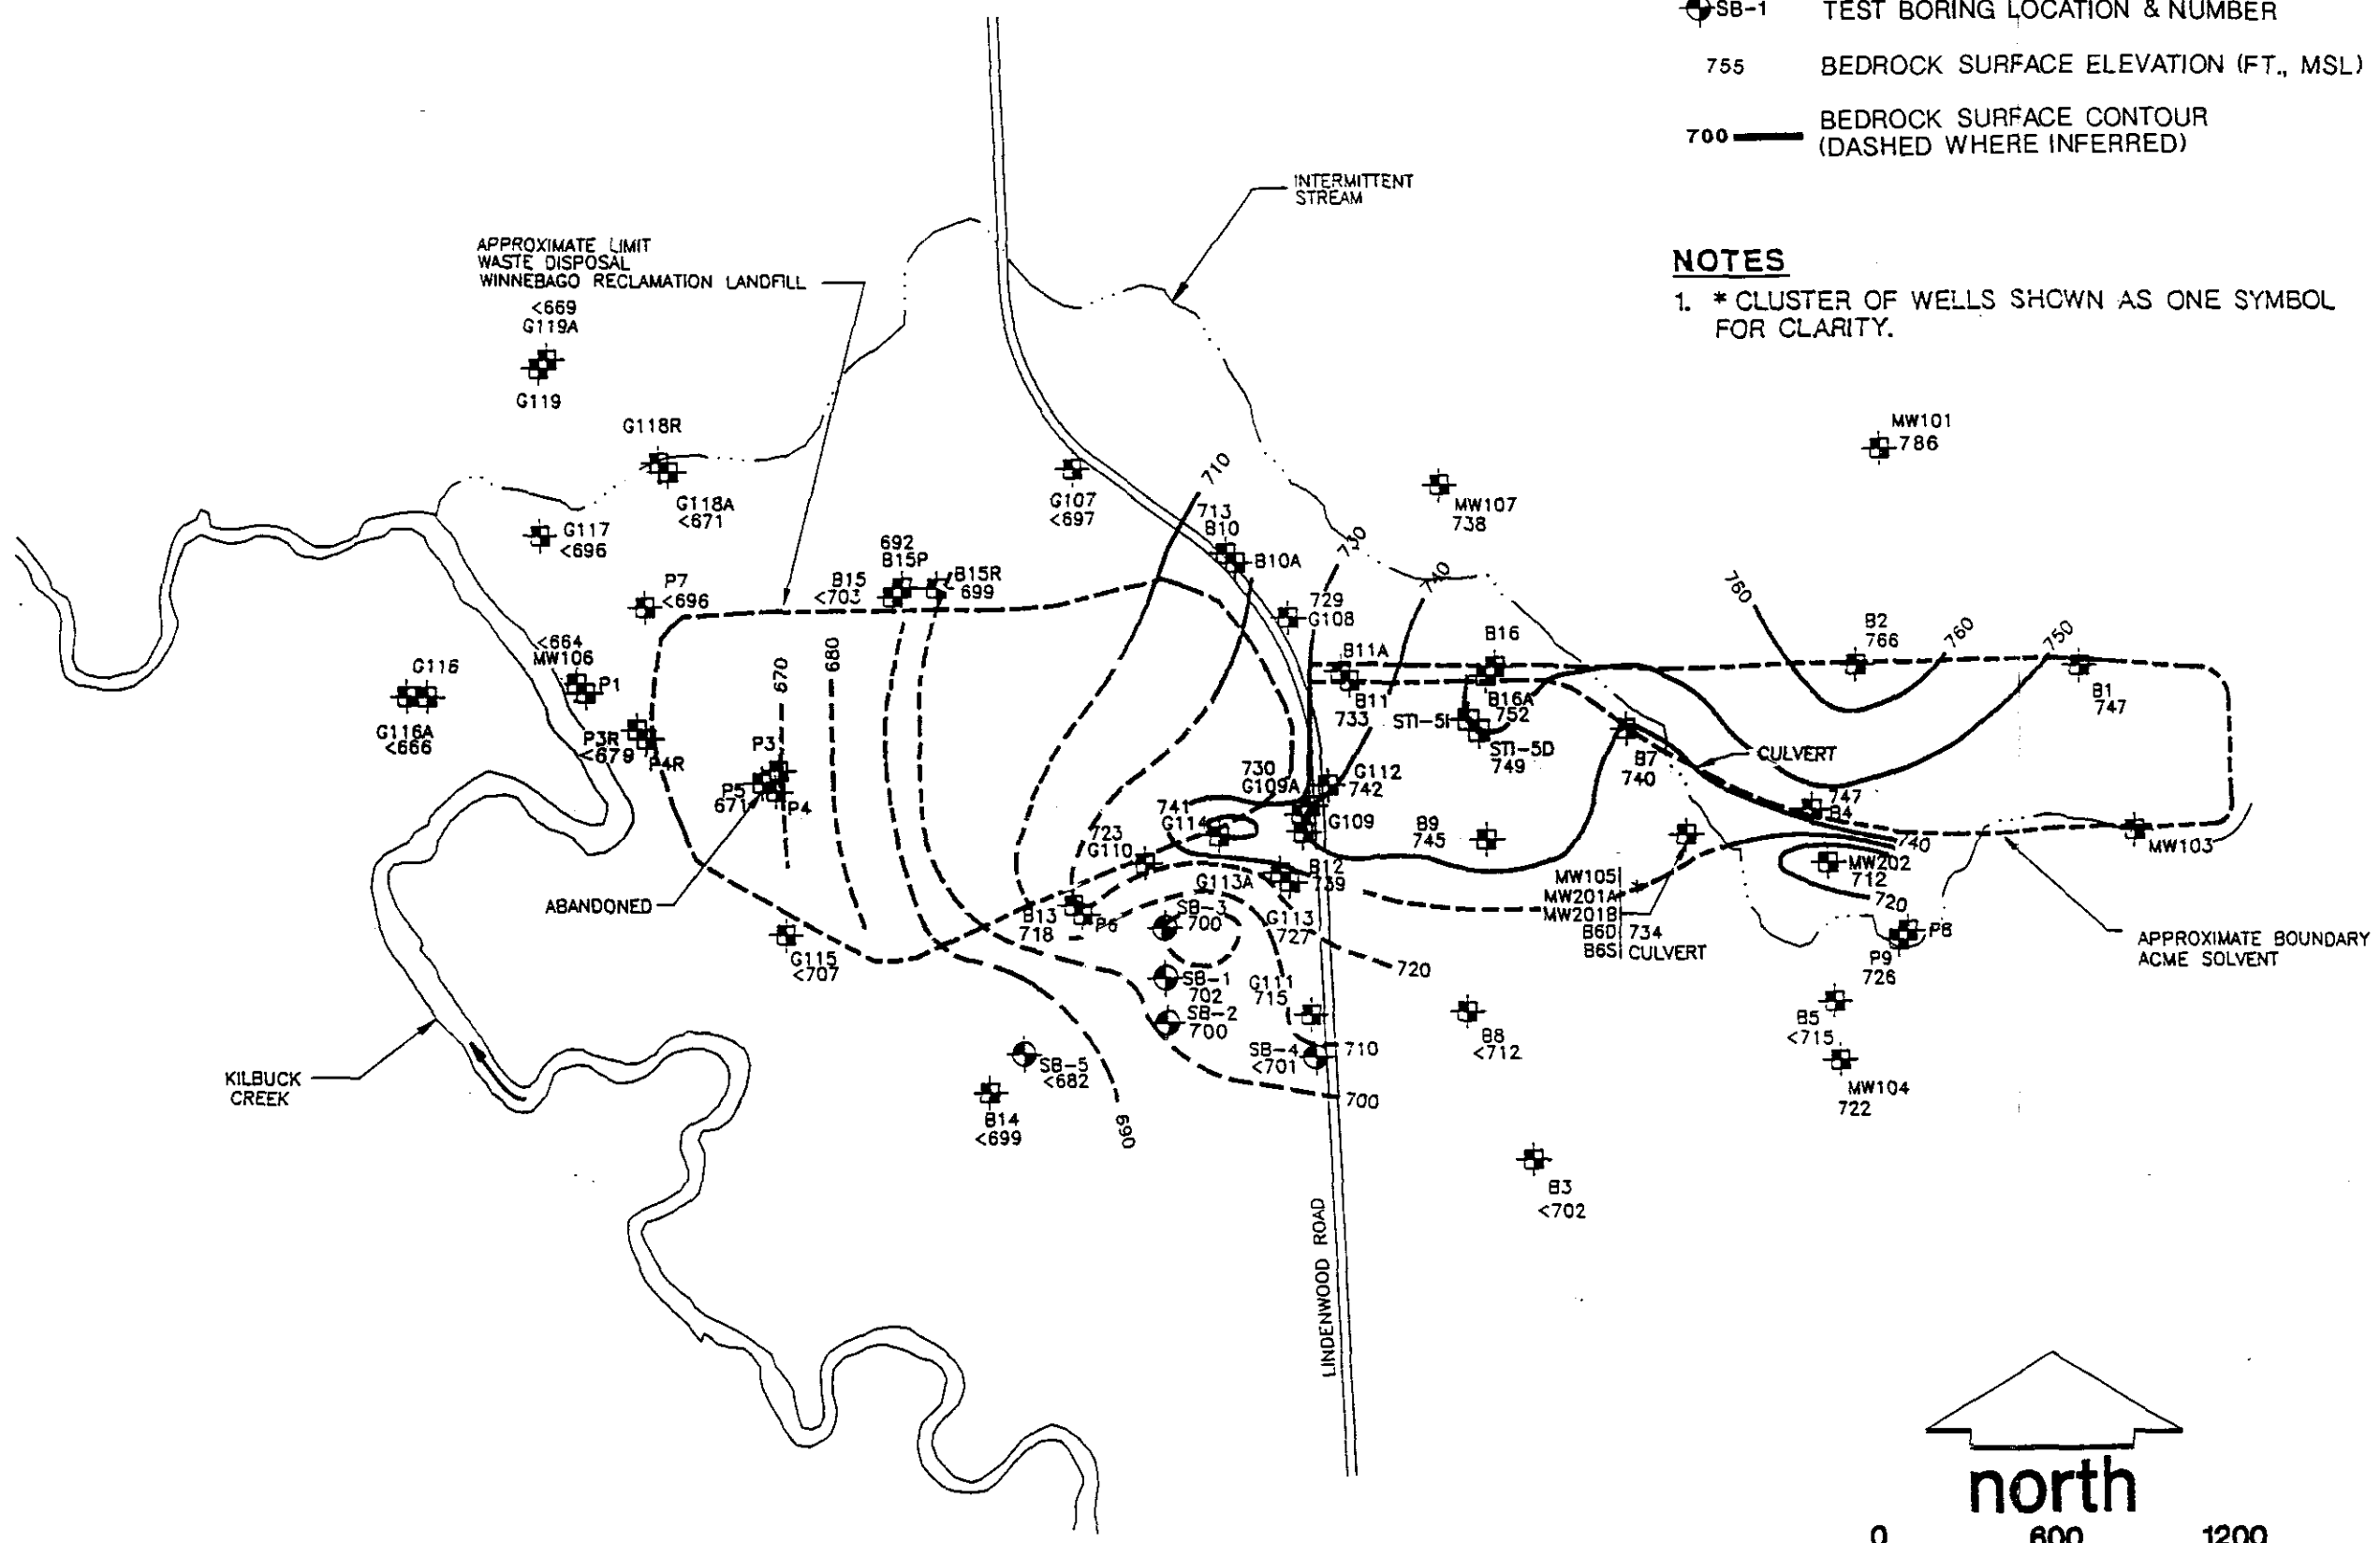 SB-1 TEST BORING LOCATION & NUMBER
755 BEDROCK SURFACE ELEVATION (FT., MSL)
700 BEDROCK SURFACE CONTOUR
(DASHED WHERE INFERRED)
INTERMITTENT
STREAM
NOTES
1. * CLUSTER OF WELLS SHOWN AS ONE SYMBOL
FOR CLARITY.
APPROXIMATE LIMIT
WASTE DISPOSAL
WINNEBAGO RECLAMATION LANDFILL
<669
G119A
G119
G118R
G118A
<671
G117
<696
P7
<696
G107
<697
710
713
B10
B10A
MW107
738
MW101
786
692
B15P
B15
<703
B15R
699
730
740
729
G108
760
B2
766
760
750
B1
747
<664
MW106
P1
G116
G116A
<666
670
680
B11A
B11
733
B16
B16A
752
STI-5I
STI-5D
749
P3R
<679
P4R
P3
P5
671
P4
B7
740
CULVERT
730
G109A
G112
742
741
G114
G109
723
G110
B9
745
747
B4
740
MW103
MW202
712
720
ABANDONED
B13
718
P6
G113A
B12
739
SB-3
700
G113
727
MW105
MW201A
MW201B
B6D 734
B6S CULVERT
*
P8
P9
726
APPROXIMATE BOUNDARY
ACME SOLVENT
G115
<707
SB-1
702
SB-2
700
G111
715
720
B8
<712
B5
<715
MW104
722
SB-4
<701
710
700
SB-5
<682
B14
<699
690
KILBUCK
CREEK
B3
<702
LINDENWOOD ROAD
north
0 600 1200